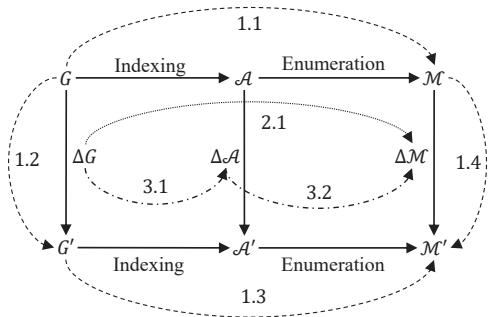 1.1
Indexing Enumeration
G 𝒜 ℳ
2.1
1.2 ΔG Δ𝒜 Δℳ 1.4
3.1 3.2
G′ 𝒜′ ℳ′
Indexing Enumeration
1.3